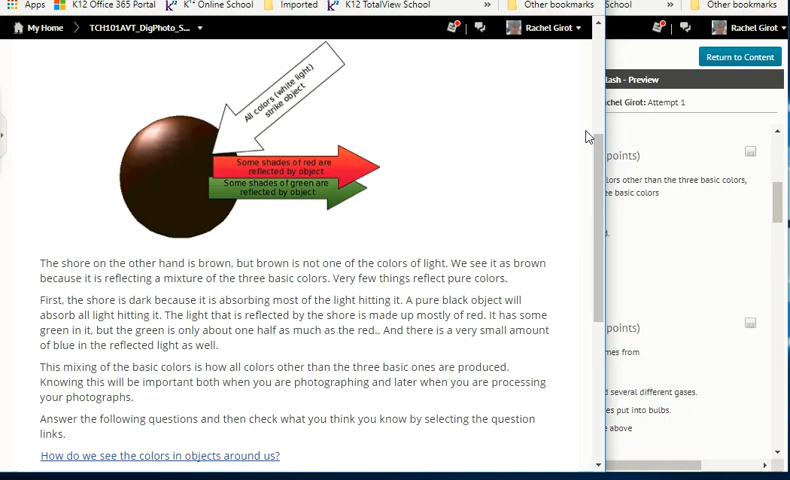 Apps K12 Office 365 Portal K¹² Online School Imported K12 TotalView School » Other bookmarks School » Other bookmarks
My Home TCH101AVT_DigPhoto_S... Rachel Girot Rachel Girot
Return to Content
lash - Preview
chel Girot: Attempt 1
All colors (white light)
strike object
Some shades of red are
reflected by object
Some shades of green are
reflected by object
The shore on the other hand is brown, but brown is not one of the colors of light. We see it as brown
because it is reflecting a mixture of the three basic colors. Very few things reflect pure colors.
First, the shore is dark because it is absorbing most of the light hitting it. A pure black object will
absorb all light hitting it. The light that is reflected by the shore is made up mostly of red. It has some
green in it, but the green is only about one half as much as the red.. And there is a very small amount
of blue in the reflected light as well.
This mixing of the basic colors is how all colors other than the three basic ones are produced.
Knowing this will be important both when you are photographing and later when you are processing
your photographs.
Answer the following questions and then check what you think you know by selecting the question
links.
How do we see the colors in objects around us?
points)
lors other than the three basic colors,
ee basic colors
d.
points)
mes from
d several different gases.
es put into bulbs.
e above